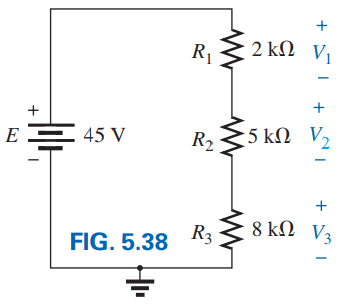 R1 2 kΩ + V1 –
+ E – 45 V
R2 5 kΩ + V2 –
R3 8 kΩ + V3 –
FIG. 5.38